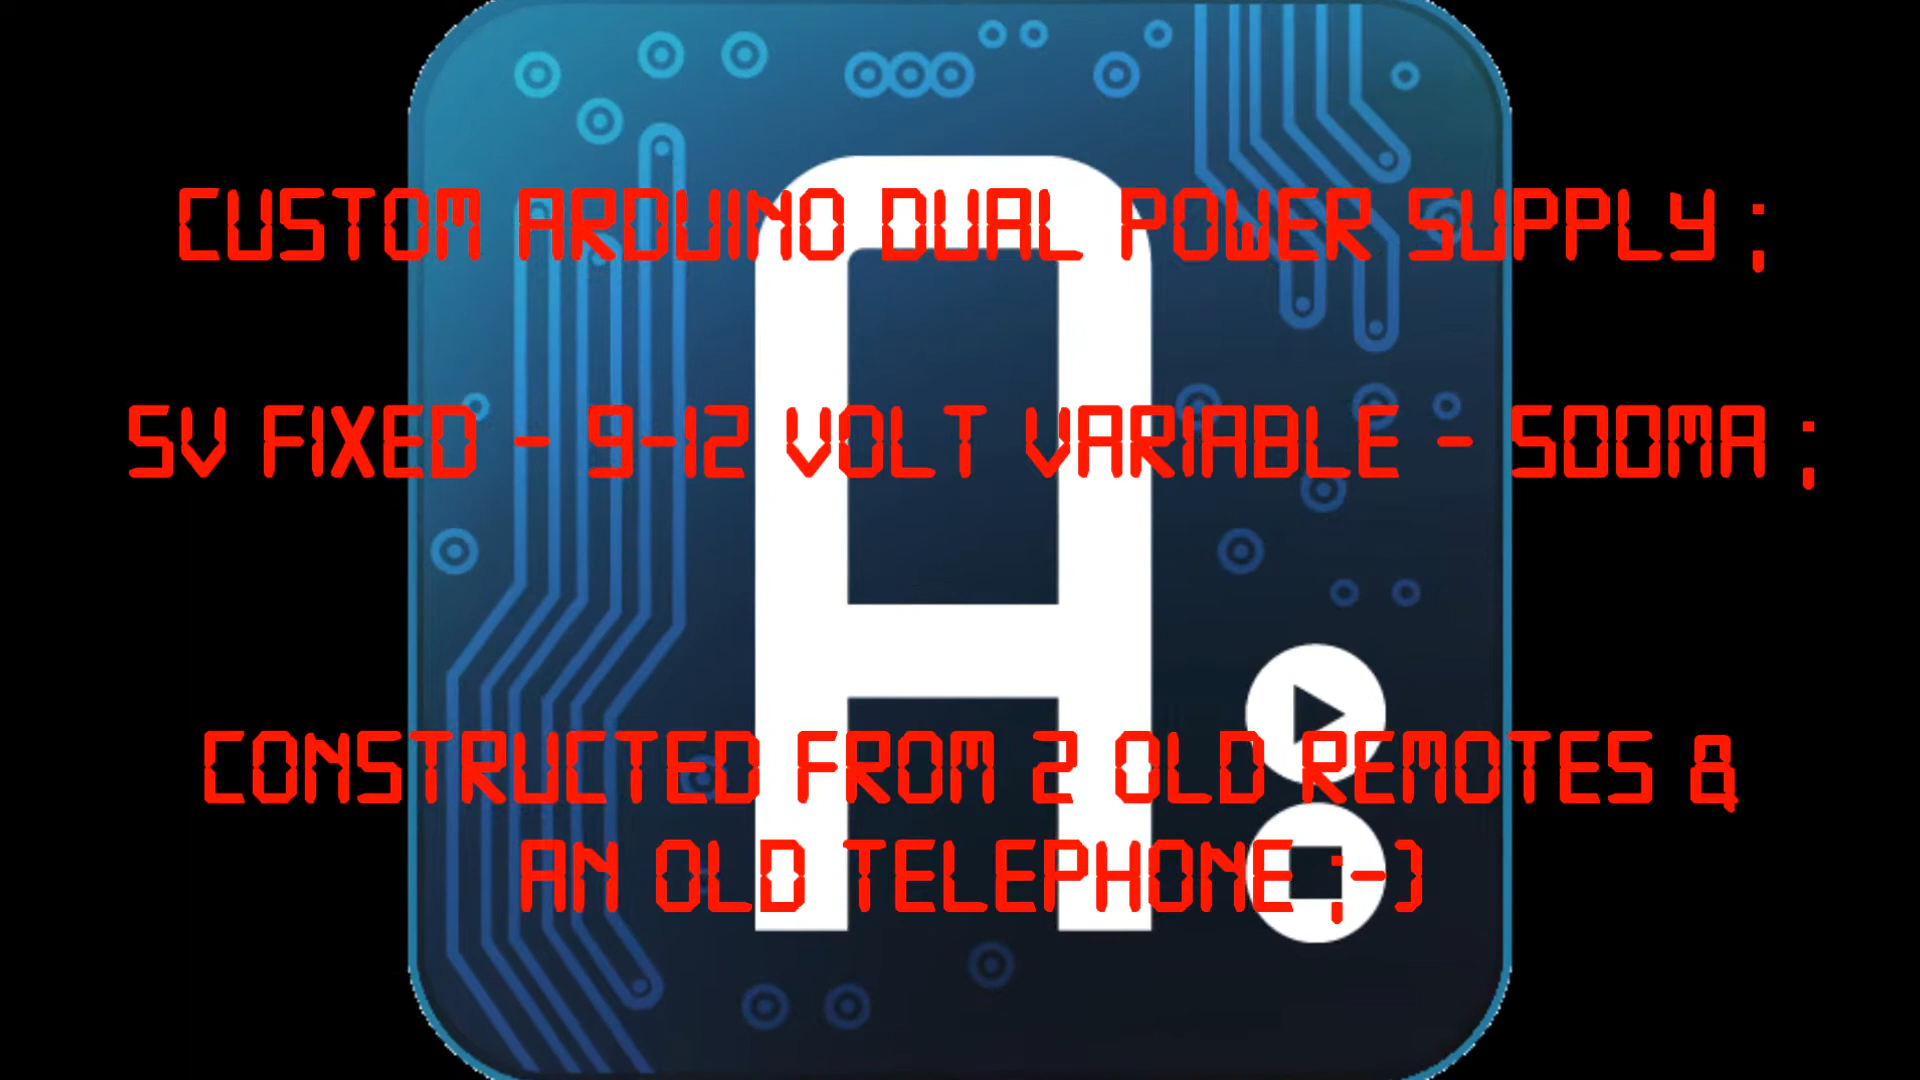 CUSTOM ARDUINO DUAL POWER SUPPLY ;
5V FIXED - 9-12 VOLT VARIABLE - 500MA ;
CONSTRUCTED FROM 2 OLD REMOTES &
AN OLD TELEPHONE ;-)
A